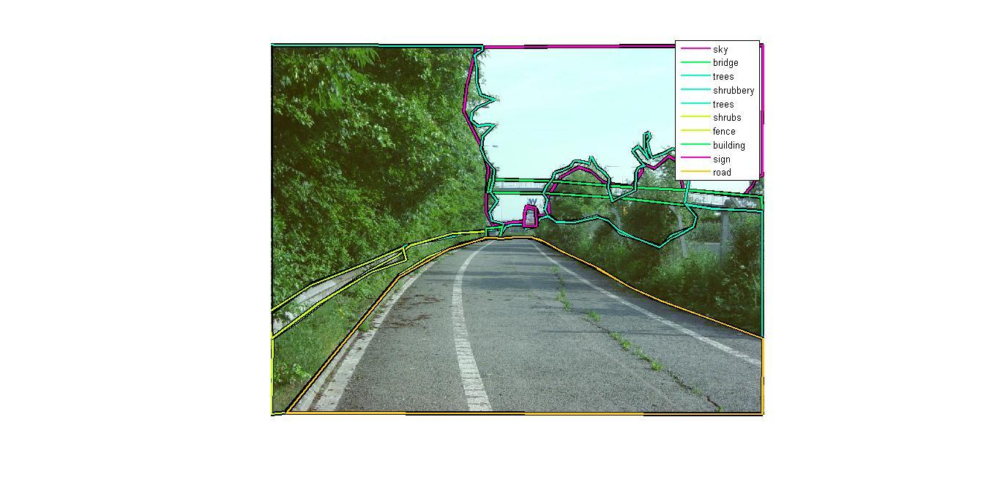 sky
bridge
trees
shrubbery
trees
shrubs
fence
building
sign
road